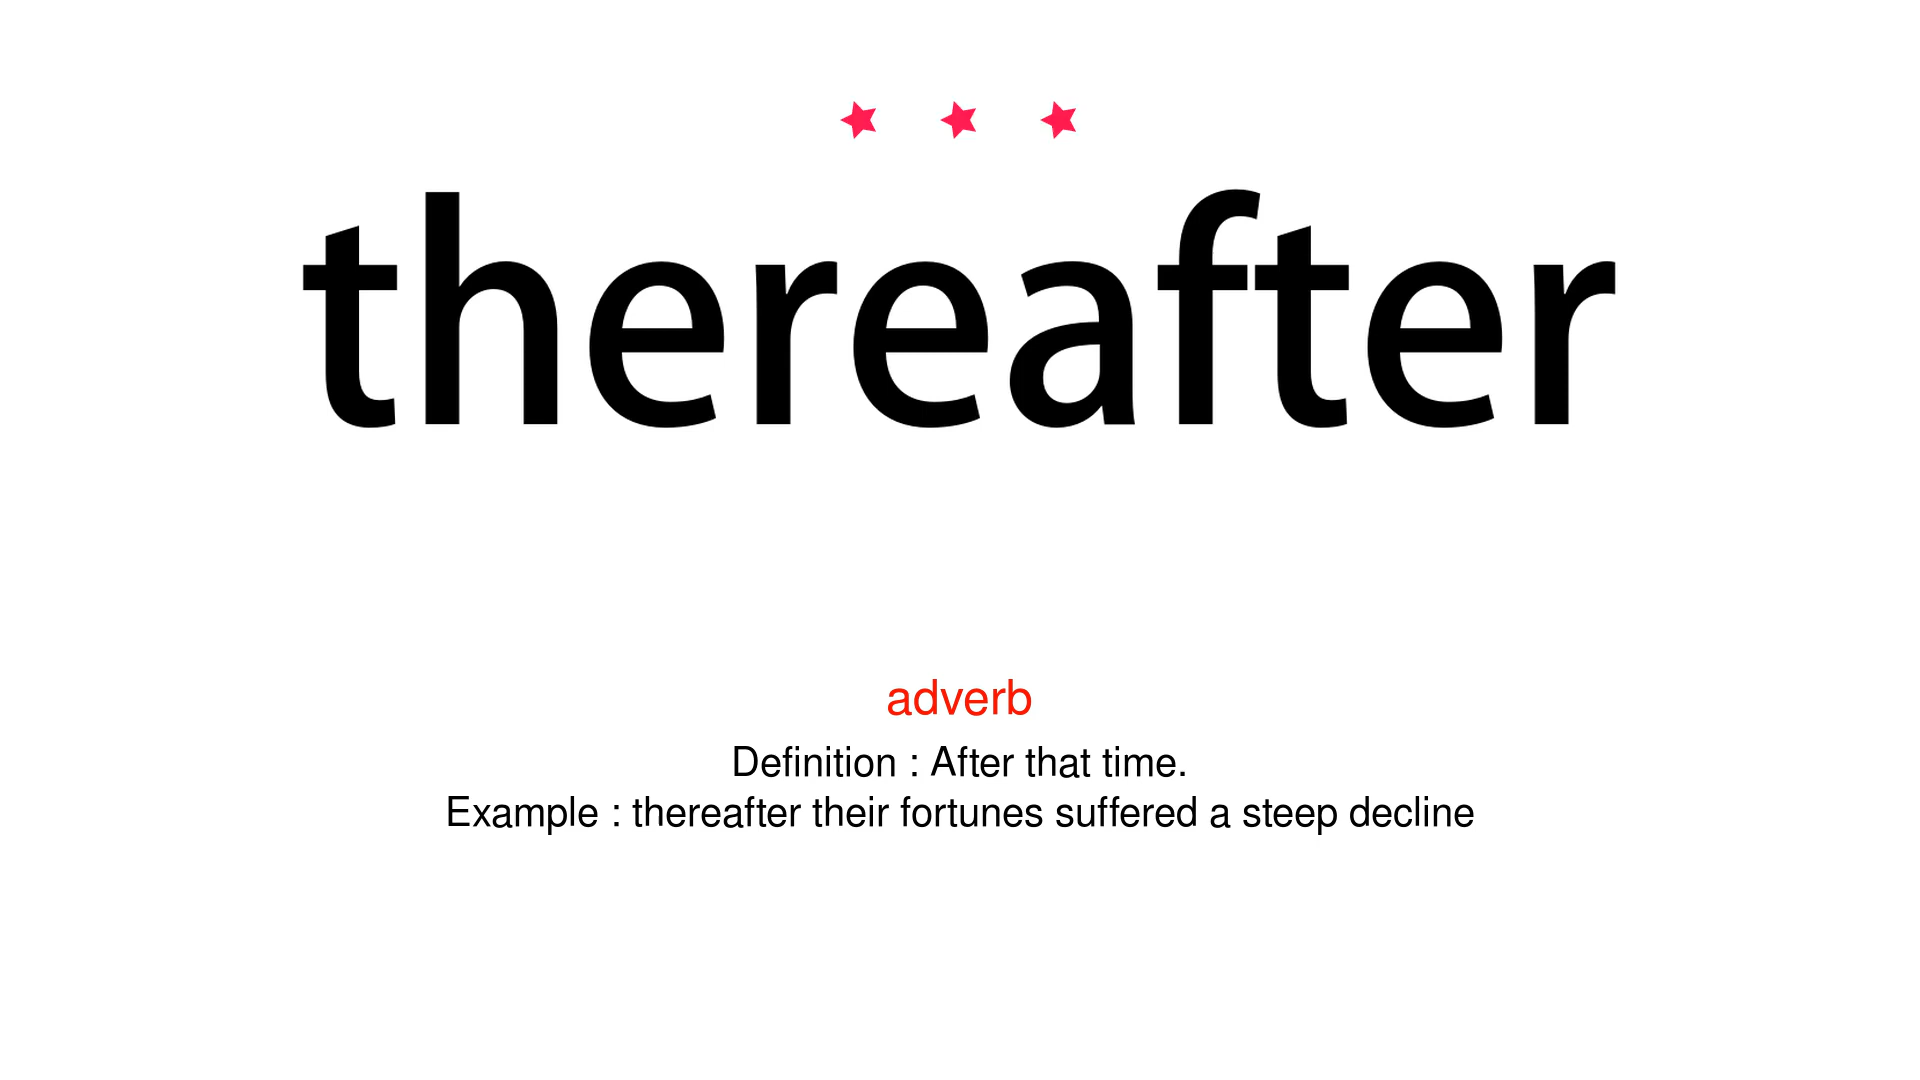 thereafter
adverb
Definition : After that time.
Example : thereafter their fortunes suffered a steep decline